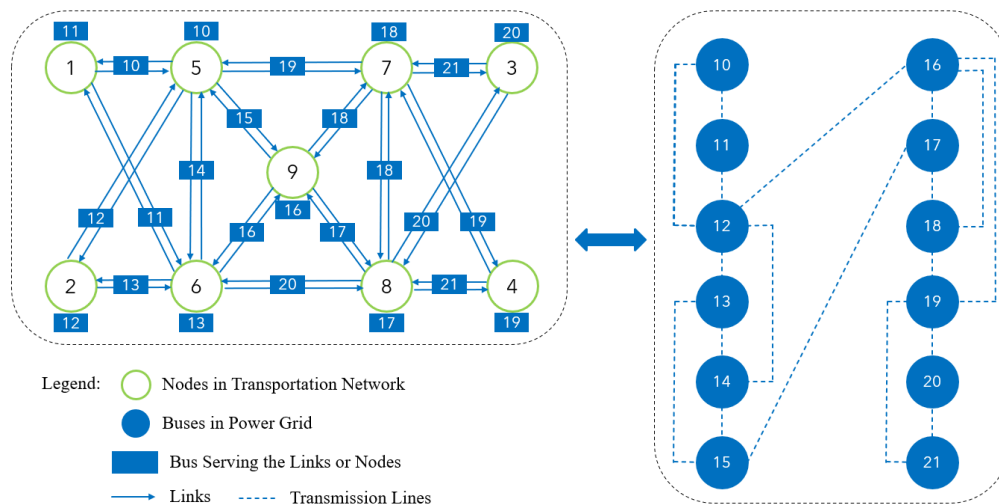 11 10 18 20
1 10 5 19 7 21 3
15 18
14 9 18
12 11 16 16 17 20 19
2 13 6 20 8 21 4
12 13 17 19
10 16
11 17
12 18
13 19
14 20
15 21
Legend: Nodes in Transportation Network
Buses in Power Grid
Bus Serving the Links or Nodes
Links Transmission Lines